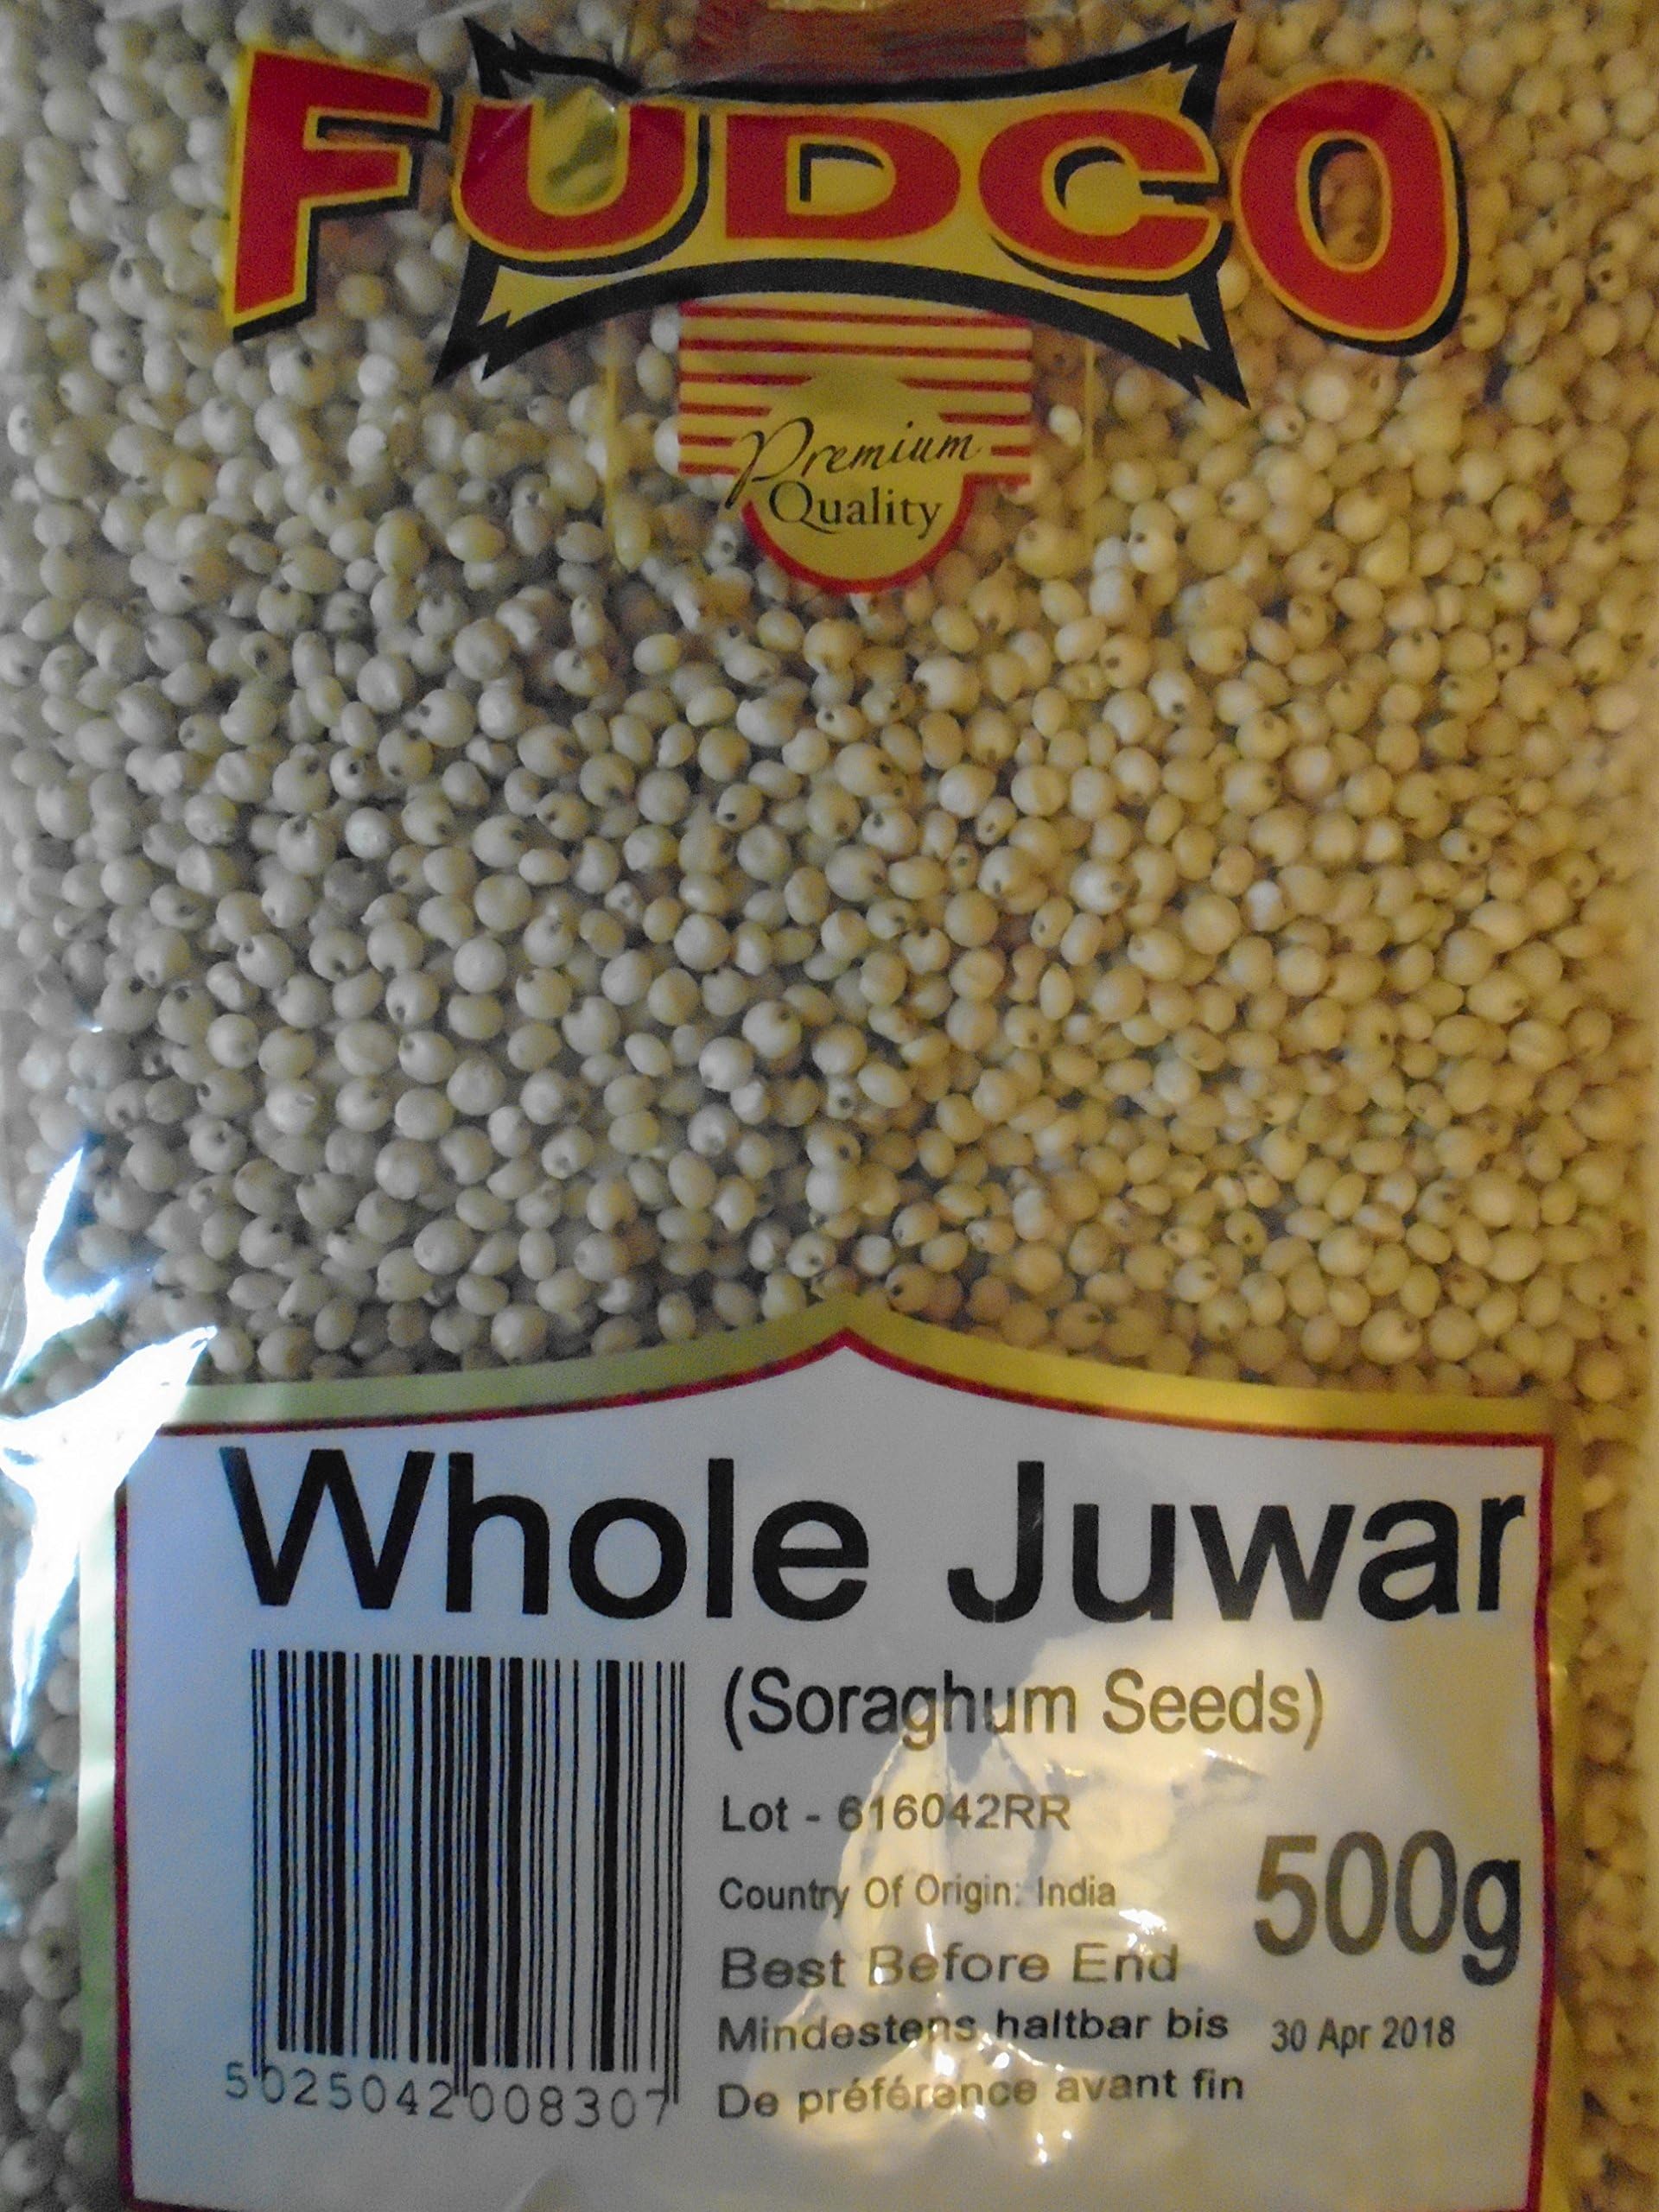 FUDCO
Premium
Quality
Whole Juwar
(Soraghum Seeds)
Lot - 616042RR
Country Of Origin: India
500g
Best Before End
Mindestens haltbar bis 30 Apr 2018
De préférence avant fin
5025042008307